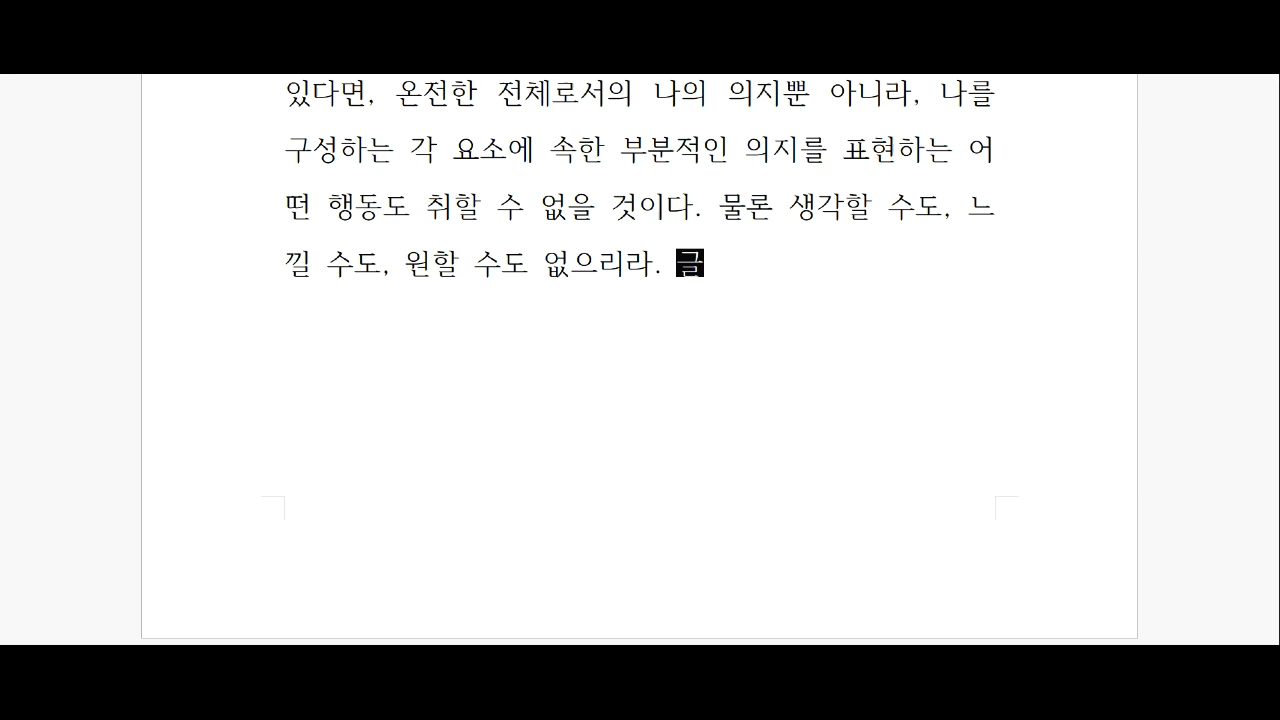 있다면, 온전한 전체로서의 나의 의지뿐 아니라, 나를
구성하는 각 요소에 속한 부분적인 의지를 표현하는 어
떤 행동도 취할 수 없을 것이다. 물론 생각할 수도, 느
낄 수도, 원할 수도 없으리라. 글